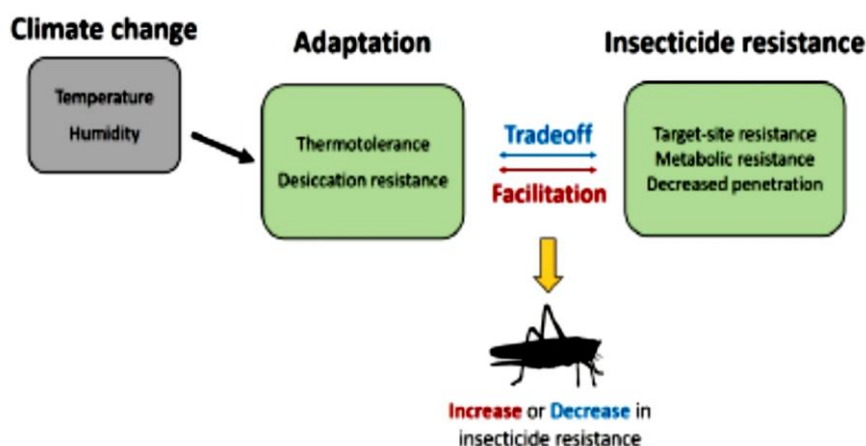 Climate change
Temperature
Humidity
Adaptation
Thermotolerance
Desiccation resistance
Tradeoff
Facilitation
Insecticide resistance
Target-site resistance
Metabolic resistance
Decreased penetration
Increase or Decrease in
insecticide resistance